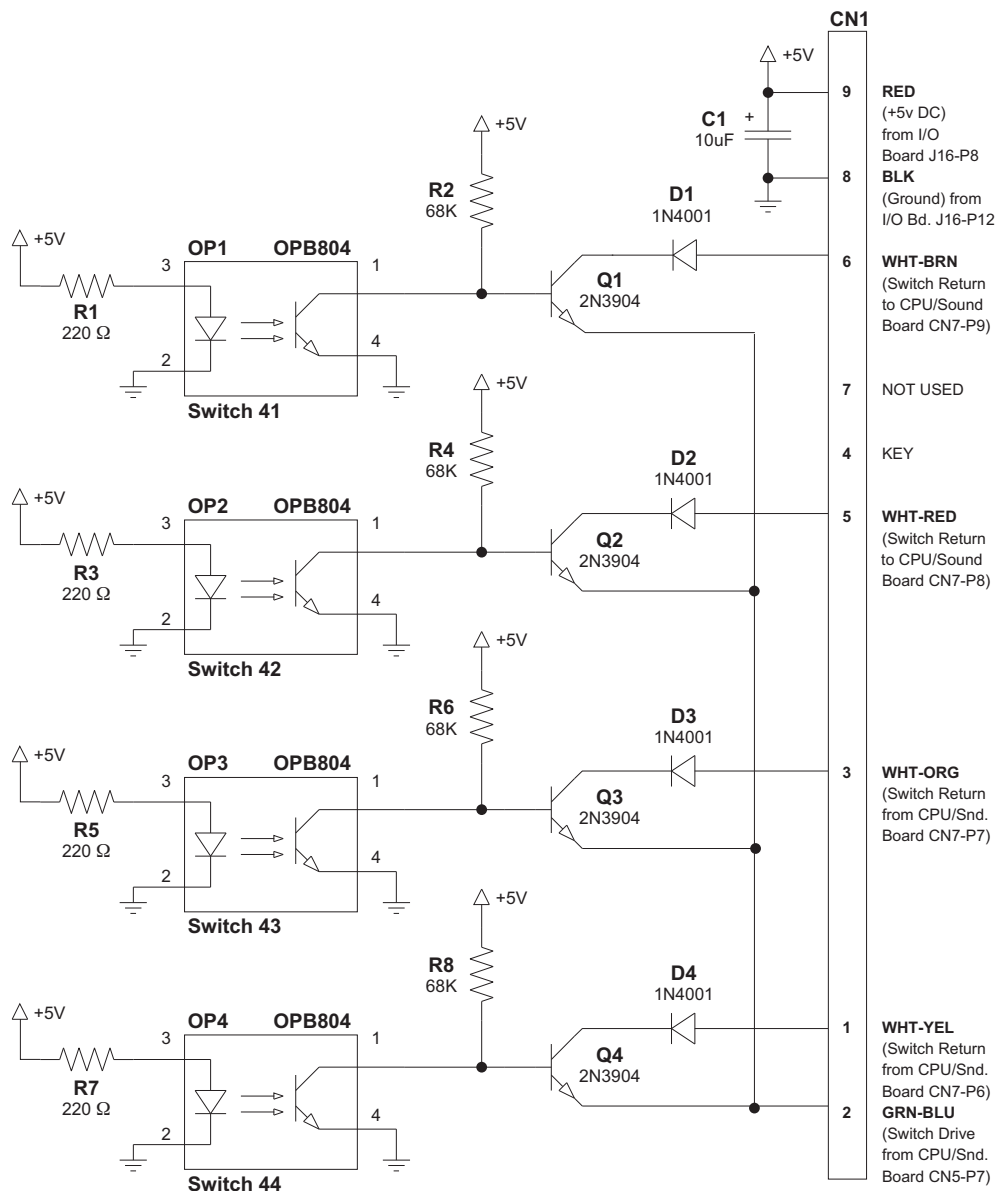 CN1
+5V
9 RED
(+5v DC)
from I/O
Board J16-P8
C1 +
10uF
8 BLK
(Ground) from
I/O Bd. J16-P12
+5V
R2
68K
D1
1N4001
+5V
R1
220 Ω
OP1 OPB804
3
1
2
4
Switch 41
Q1
2N3904
6 WHT-BRN
(Switch Return
to CPU/Sound
Board CN7-P9)
7 NOT USED
4 KEY
+5V
R4
68K
D2
1N4001
+5V
R3
220 Ω
OP2 OPB804
3
1
2
4
Switch 42
Q2
2N3904
5 WHT-RED
(Switch Return
to CPU/Sound
Board CN7-P8)
+5V
R6
68K
D3
1N4001
+5V
R5
220 Ω
OP3 OPB804
3
1
2
4
Switch 43
Q3
2N3904
3 WHT-ORG
(Switch Return
from CPU/Snd.
Board CN7-P7)
+5V
R8
68K
D4
1N4001
+5V
R7
220 Ω
OP4 OPB804
3
1
2
4
Switch 44
Q4
2N3904
1 WHT-YEL
(Switch Return
from CPU/Snd.
Board CN7-P6)
2 GRN-BLU
(Switch Drive
from CPU/Snd.
Board CN5-P7)